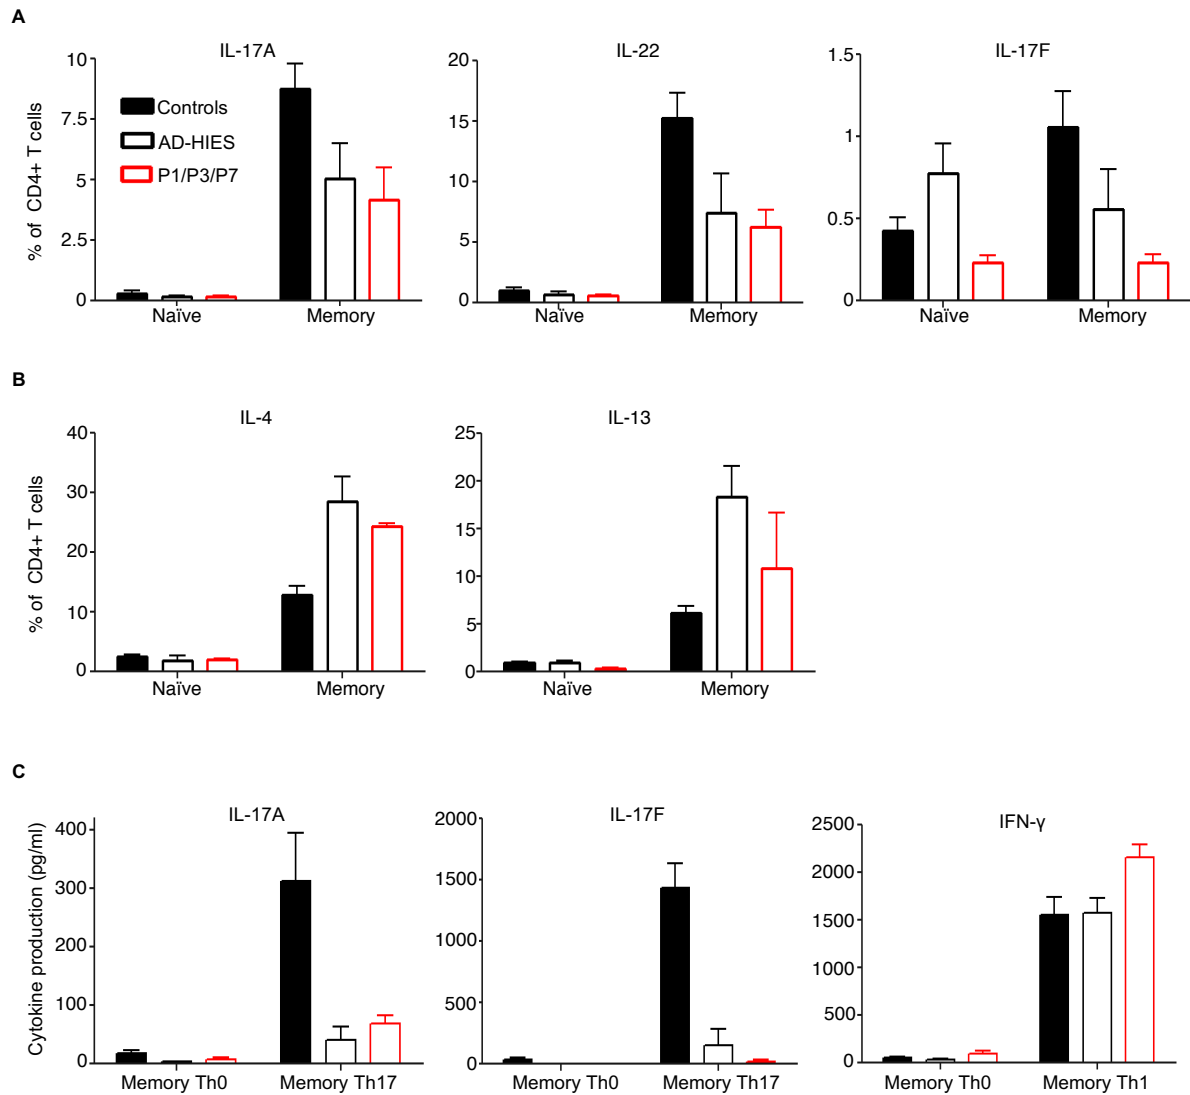 A
IL-17A
IL-22
IL-17F
% of CD4+ T cells
10
7.5
5
2.5
0
Controls
AD-HIES
P1/P3/P7
Naïve
Memory
20
15
10
5
0
Naïve
Memory
1.5
1
0.5
0
Naïve
Memory
B
IL-4
IL-13
% of CD4+ T cells
40
30
20
10
0
Naïve
Memory
25
20
15
10
5
0
Naïve
Memory
C
IL-17A
IL-17F
IFN-γ
Cytokine production (pg/ml)
400
300
200
100
0
Memory Th0
Memory Th17
2000
1500
1000
500
0
Memory Th0
Memory Th17
2500
2000
1500
1000
500
0
Memory Th0
Memory Th1